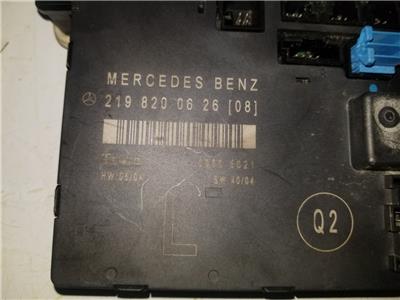 MERCEDES BENZ
219 820 06 26 [08]
HW 05/04 SW 40/04
L
Q2